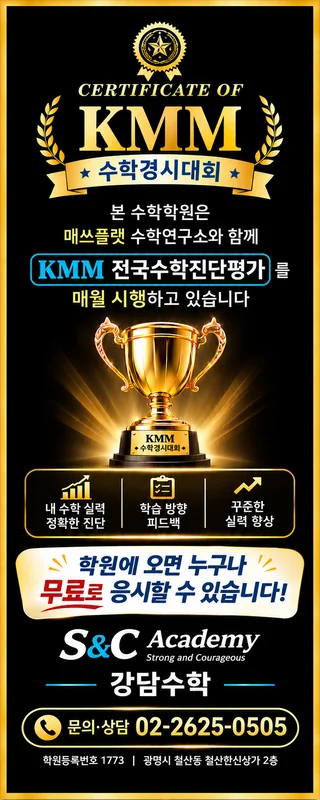 CERTIFICATE OF
KMM
★ 수학경시대회 ★
본 수학학원은
매쓰플랫 수학연구소와 함께
KMM 전국수학진단평가 를
매월 시행하고 있습니다
KMM
★수학경시대회★
내 수학 실력
정확한 진단
학습 방향
피드백
꾸준한
실력 향상
학원에 오면 누구나
무료로 응시할 수 있습니다!
S&C Academy
Strong and Courageous
강담수학
문의·상담 02-2625-0505
학원등록번호 1773 | 광명시 철산동 철산한신상가 2층